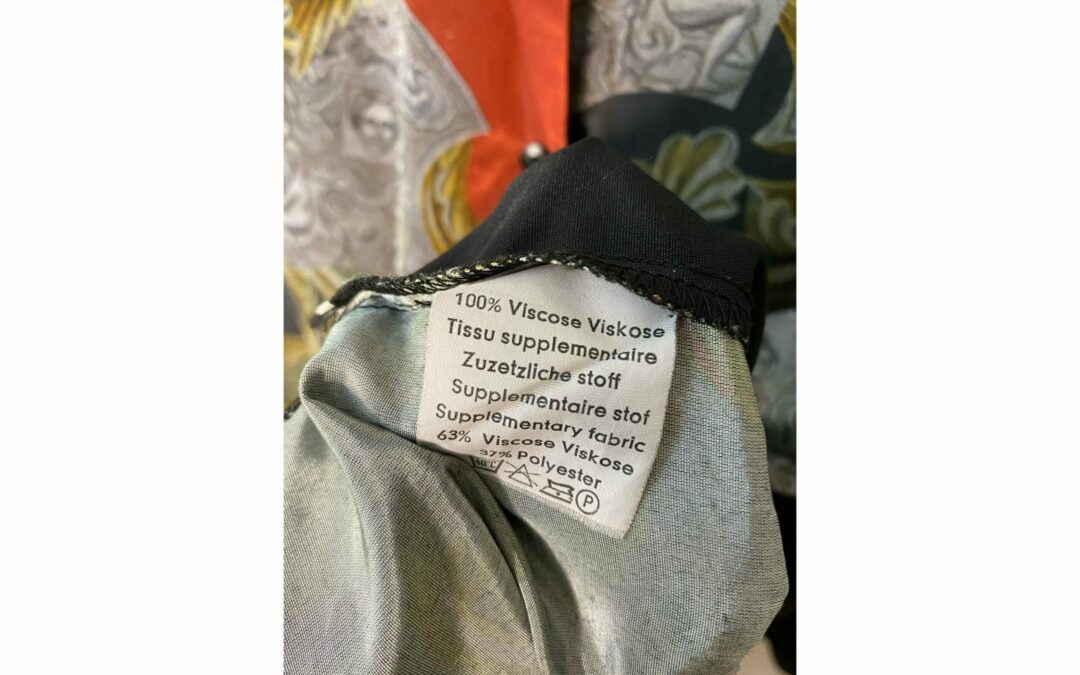 100% Viscose Viskose
Tissu supplementaire
Zuzetzliche stoff
Supplementaire stof
Supplementary fabric
63% Viscose Viskose
37% Polyester
P